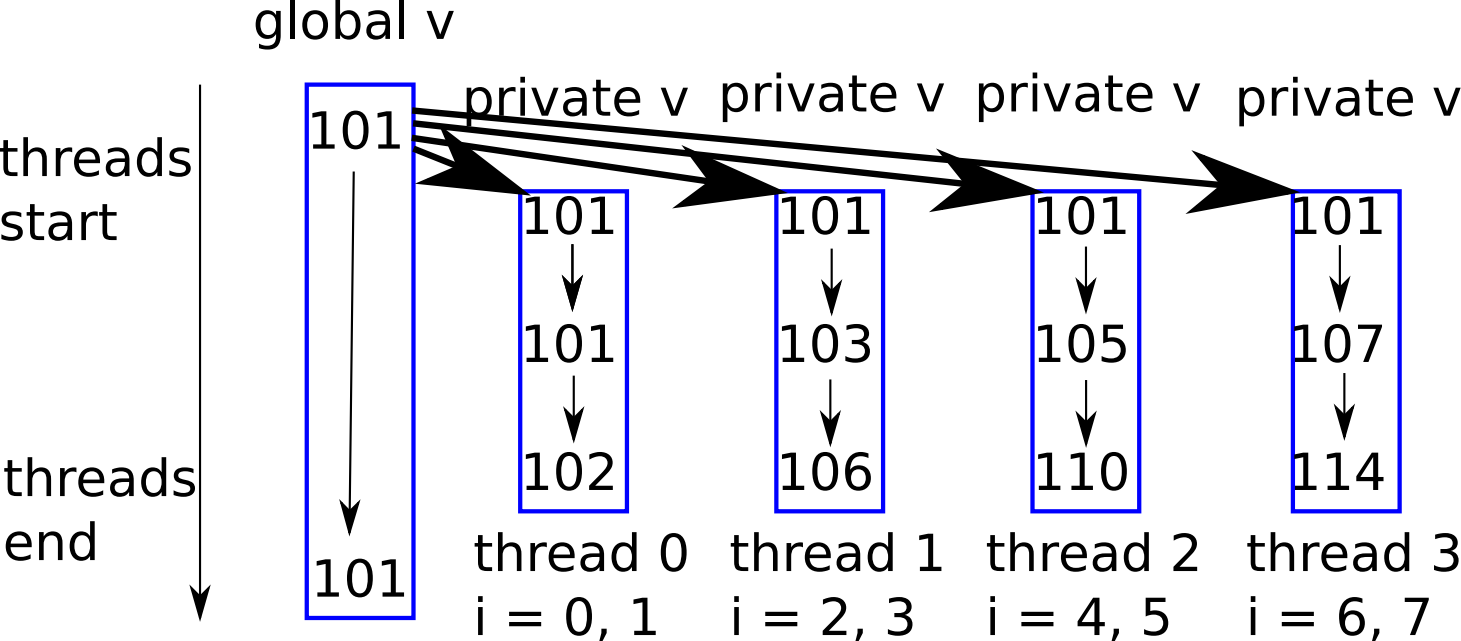 global v
private v
private v
private v
private v
threads
start
101
101
101
101
101
101
103
105
107
threads
end
102
106
110
114
101
thread 0
i = 0, 1
thread 1
i = 2, 3
thread 2
i = 4, 5
thread 3
i = 6, 7